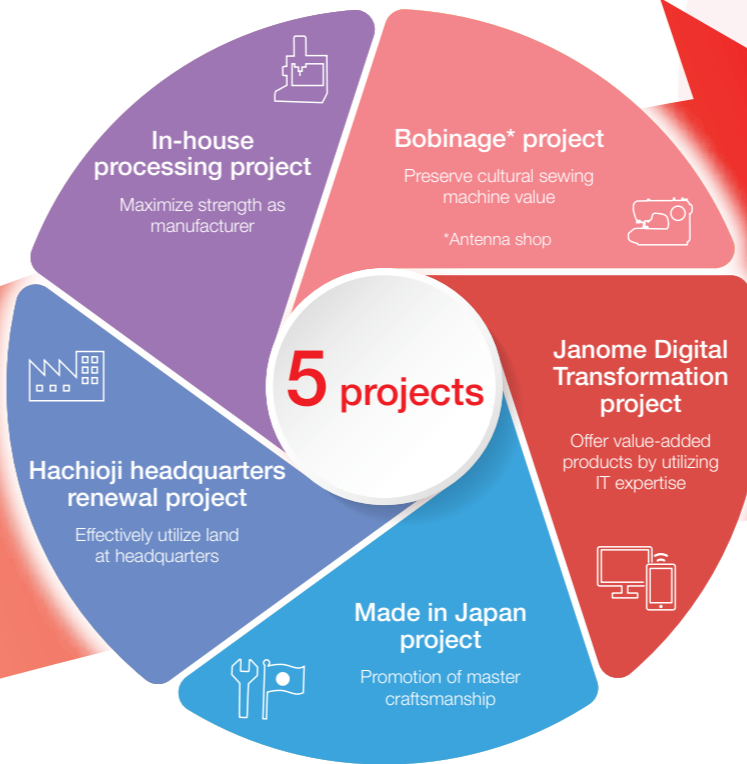 In-house
processing project
Maximize strength as
manufacturer
Bobinage* project
Preserve cultural sewing
machine value
*Antenna shop
5 projects
Janome Digital
Transformation
project
Offer value-added
products by utilizing
IT expertise
Hachioji headquarters
renewal project
Effectively utilize land
at headquarters
Made in Japan
project
Promotion of master
craftsmanship